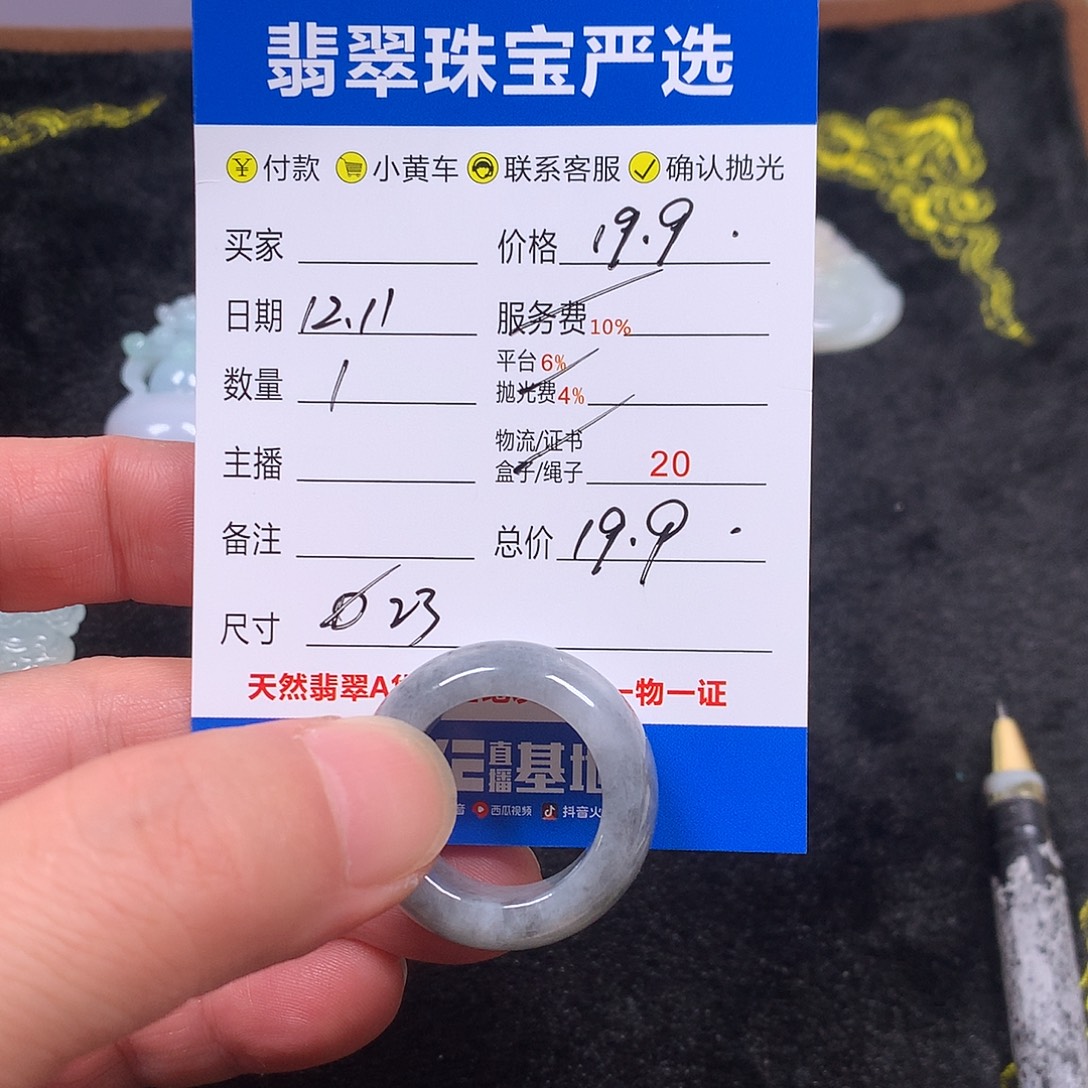 翡翠珠宝严选
付款 小黄车 联系客服 确认抛光
买家 价格 19.9.
日期 12.11 服务费 10%
数量 1 平台 6%
抛光费 4%
主播 物流/证书
盒子/绳子 20
备注 总价 19.9.
尺寸 Ø 23
天然翡翠A 一物一证
直播基地
音 西瓜视频 抖音火